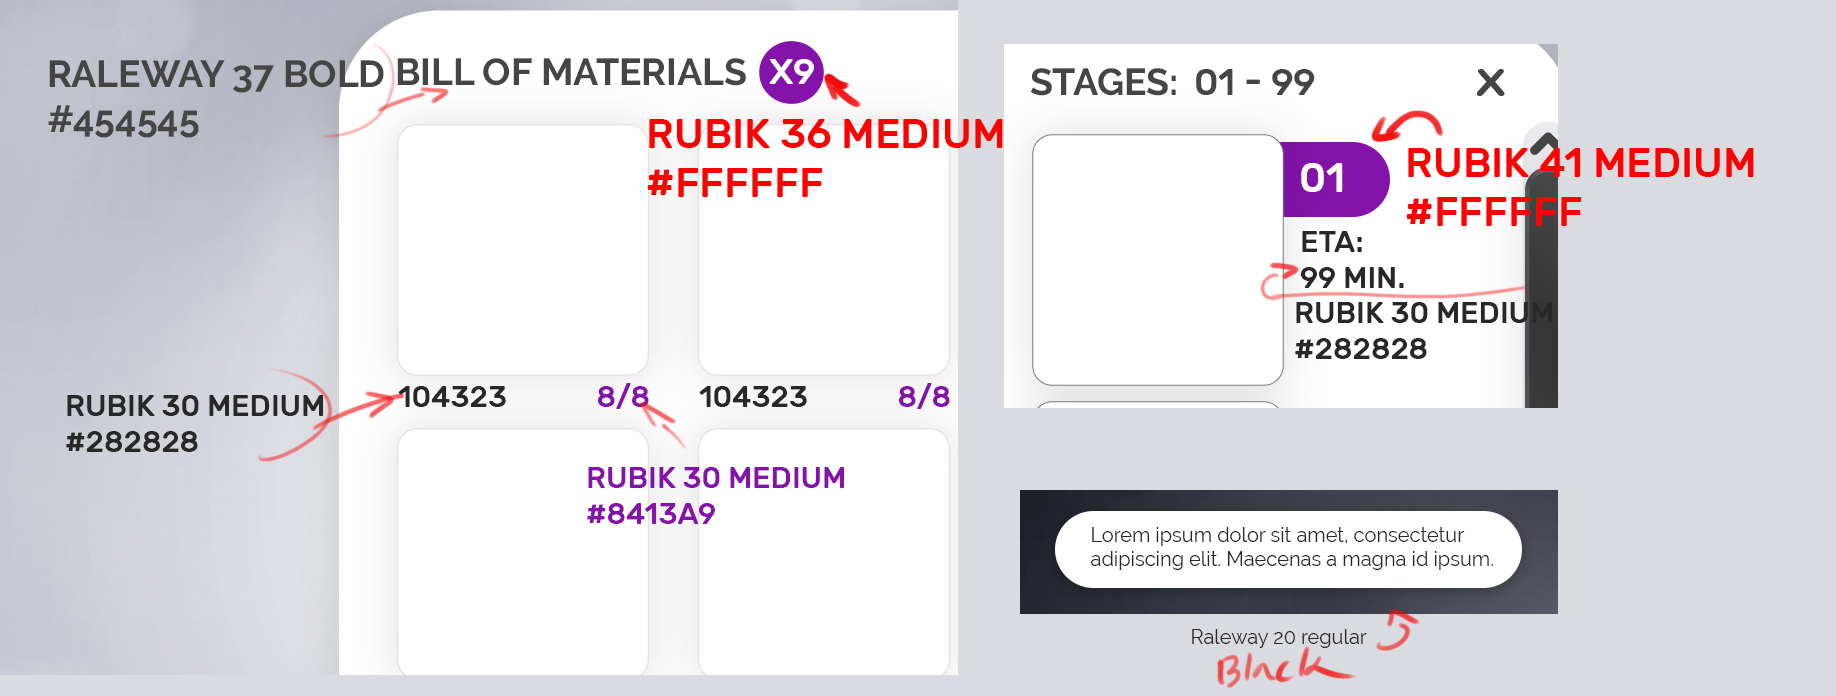 RALEWAY 37 BOLD
#454545
BILL OF MATERIALS X9
RUBIK 36 MEDIUM
#FFFFFF
104323 8/8 104323 8/8
RUBIK 30 MEDIUM
#282828
RUBIK 30 MEDIUM
#8413A9
STAGES: 01 - 99 X
01
RUBIK 41 MEDIUM
#FFFFFF
ETA:
99 MIN.
RUBIK 30 MEDIUM
#282828
Lorem ipsum dolor sit amet, consectetur
adipiscing elit. Maecenas a magna id ipsum.
Raleway 20 regular
Black